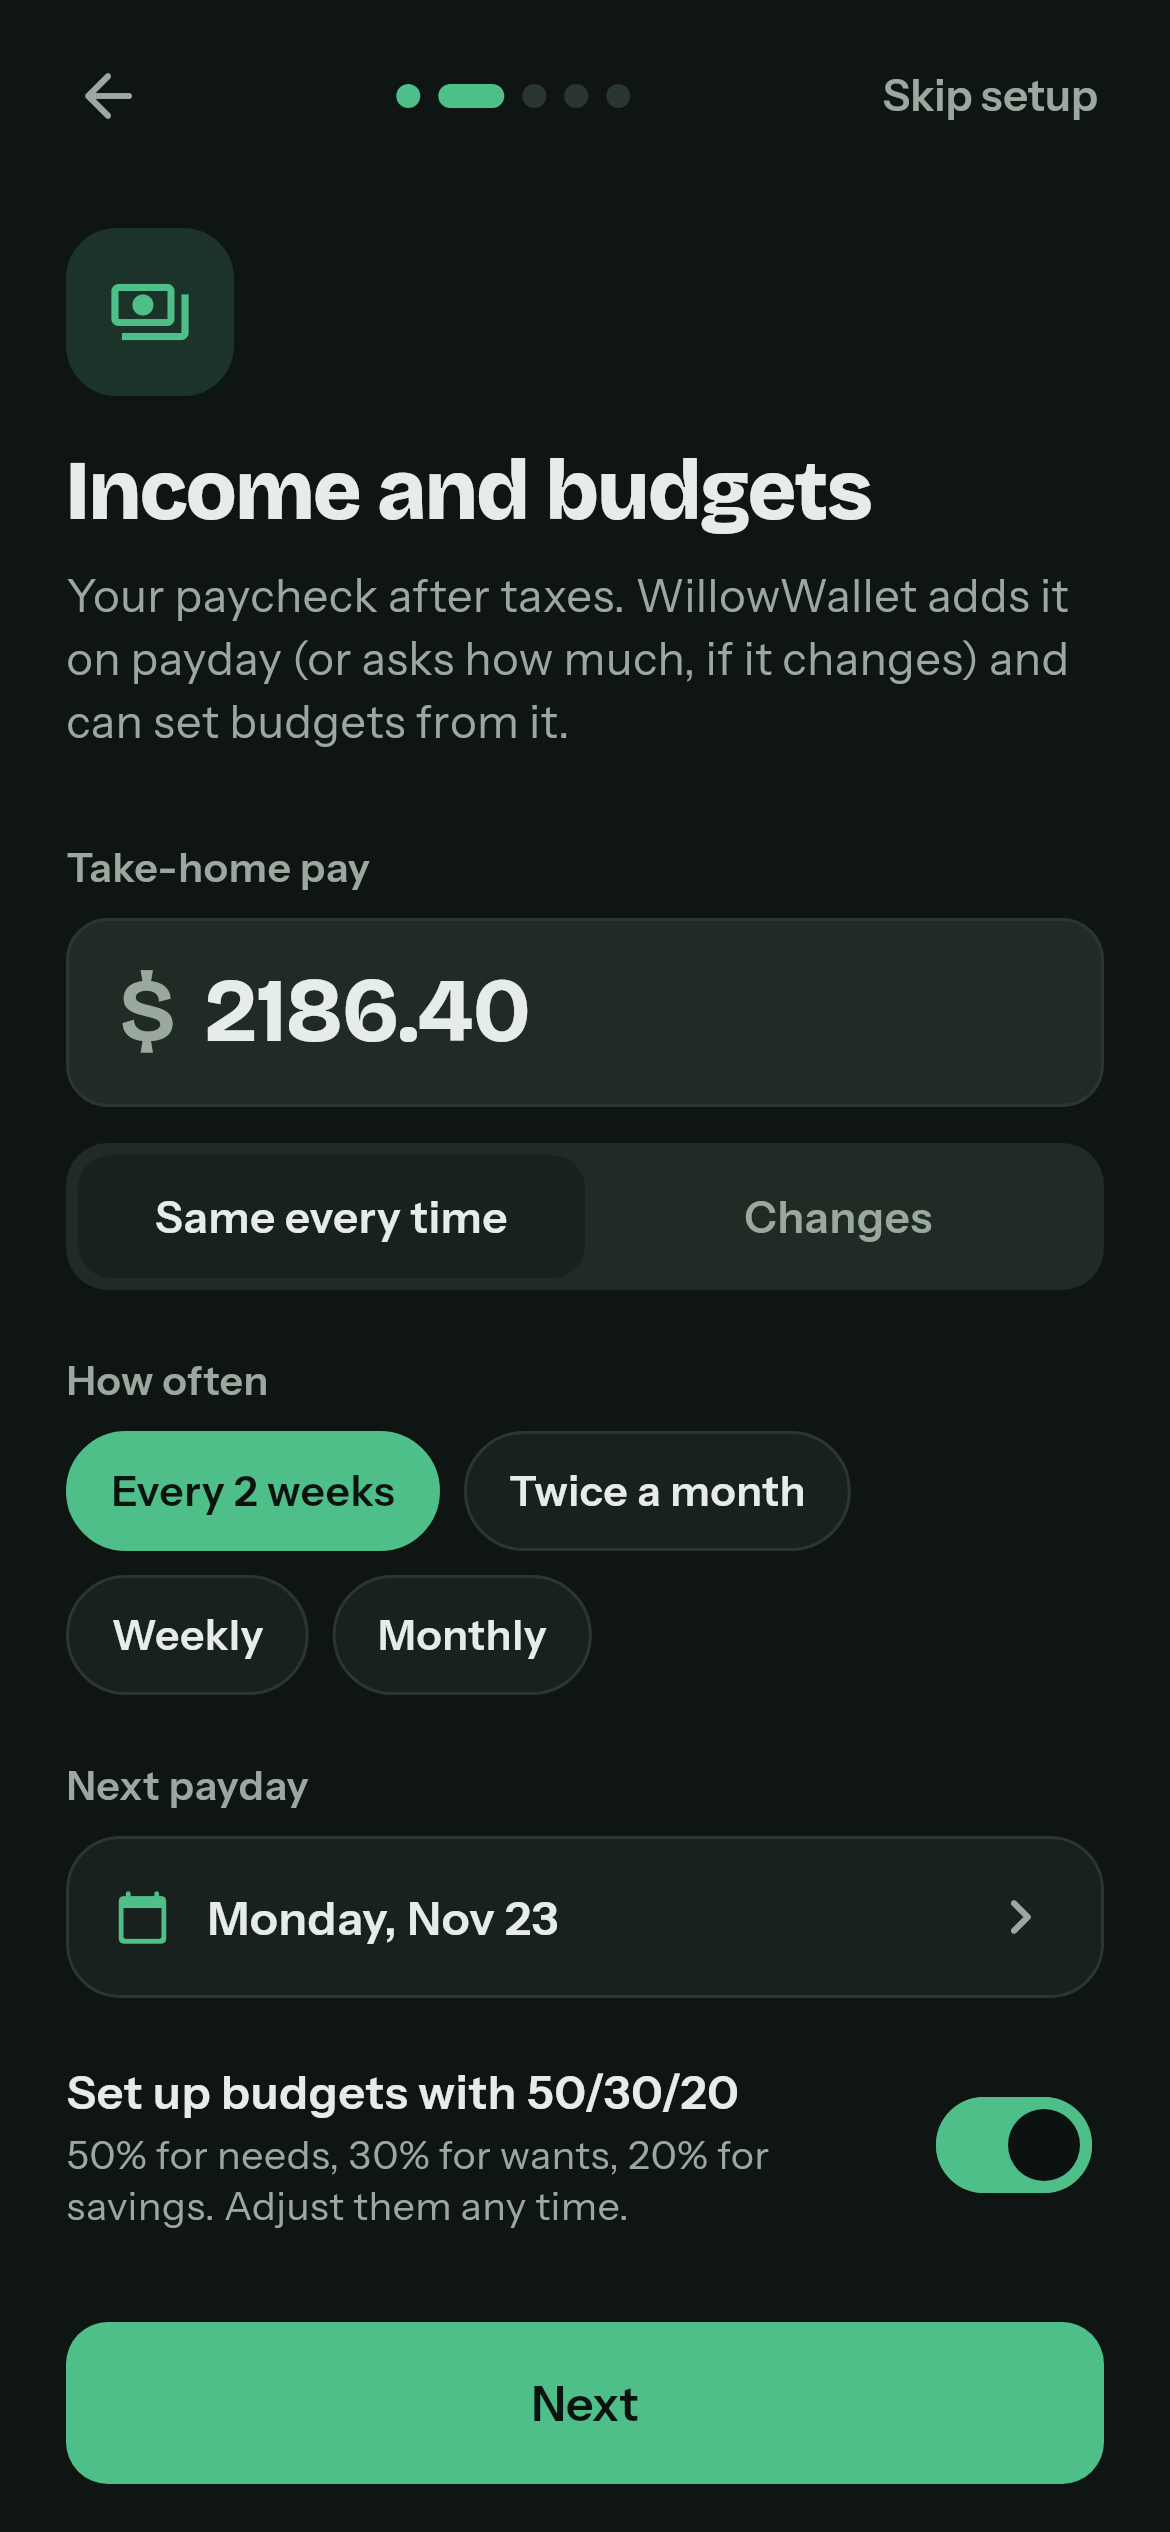 Skip setup
Income and budgets
Your paycheck after taxes. WillowWallet adds it
on payday (or asks how much, if it changes) and
can set budgets from it.
Take-home pay
$ 2186.40
Same every time Changes
How often
Every 2 weeks Twice a month
Weekly Monthly
Next payday
Monday, Nov 23
Set up budgets with 50/30/20
50% for needs, 30% for wants, 20% for
savings. Adjust them any time.
Next